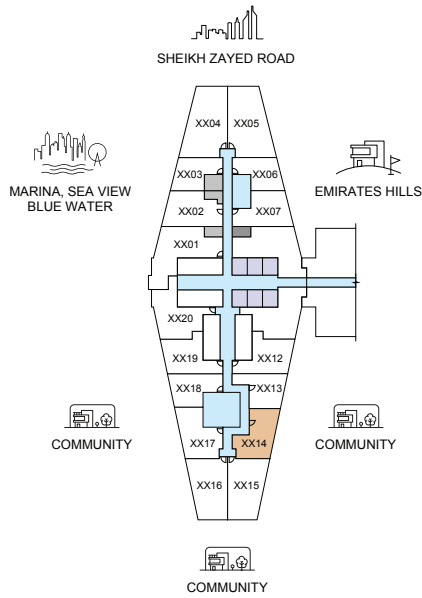 SHEIKH ZAYED ROAD
XX04 XX05
MARINA, SEA VIEW
BLUE WATER
XX03 XX06
EMIRATES HILLS
XX02 XX07
XX01
XX20
XX19 XX12
XX18 XX13
COMMUNITY
XX17 XX14
COMMUNITY
XX16 XX15
COMMUNITY